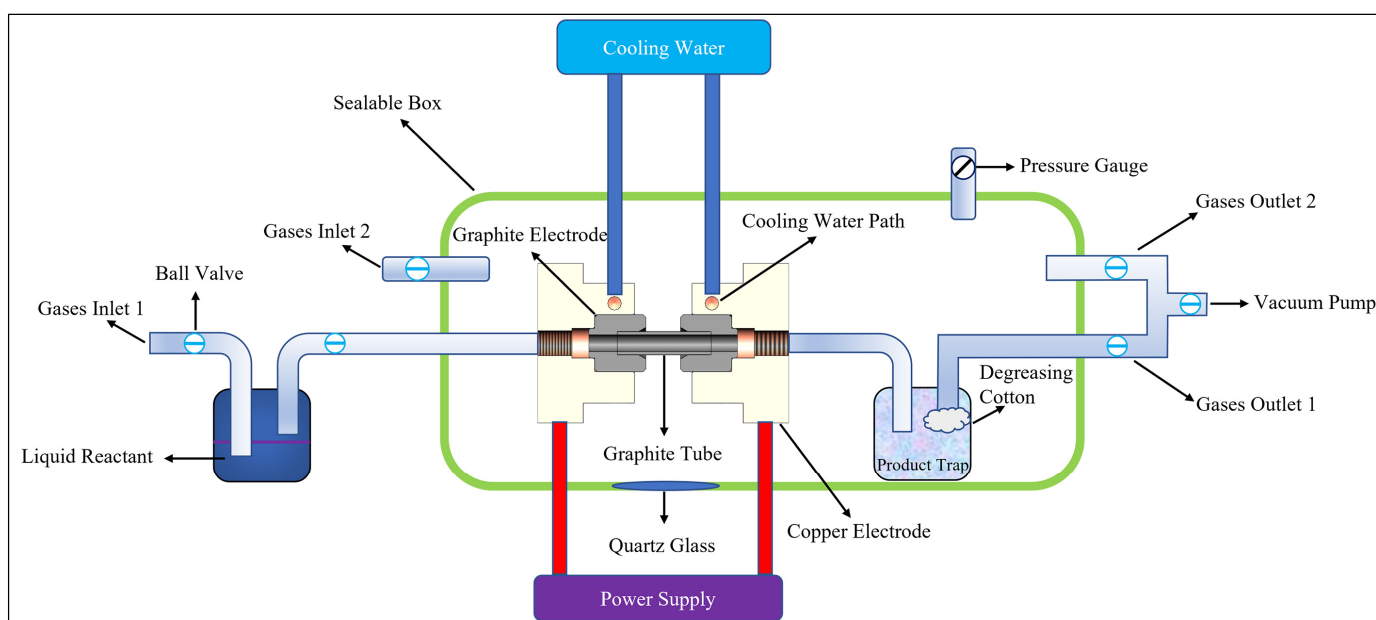 Cooling Water
Sealable Box
Pressure Gauge
Gases Outlet 2
Gases Inlet 2
Graphite Electrode
Cooling Water Path
Ball Valve
Gases Inlet 1
Vacuum Pump
Degreasing
Cotton
Gases Outlet 1
Liquid Reactant
Graphite Tube
Product Trap
Copper Electrode
Quartz Glass
Power Supply